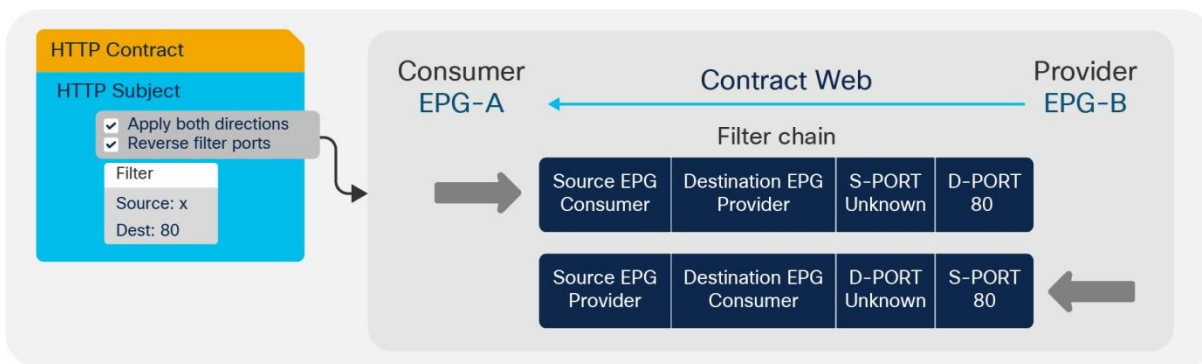 HTTP Contract
HTTP Subject
Apply both directions
Reverse filter ports
Filter
Source: x
Dest: 80
Consumer
EPG-A
Contract Web
Provider
EPG-B
Filter chain
Source EPG
Consumer
Destination EPG
Provider
S-PORT
Unknown
D-PORT
80
Source EPG
Provider
Destination EPG
Consumer
D-PORT
Unknown
S-PORT
80